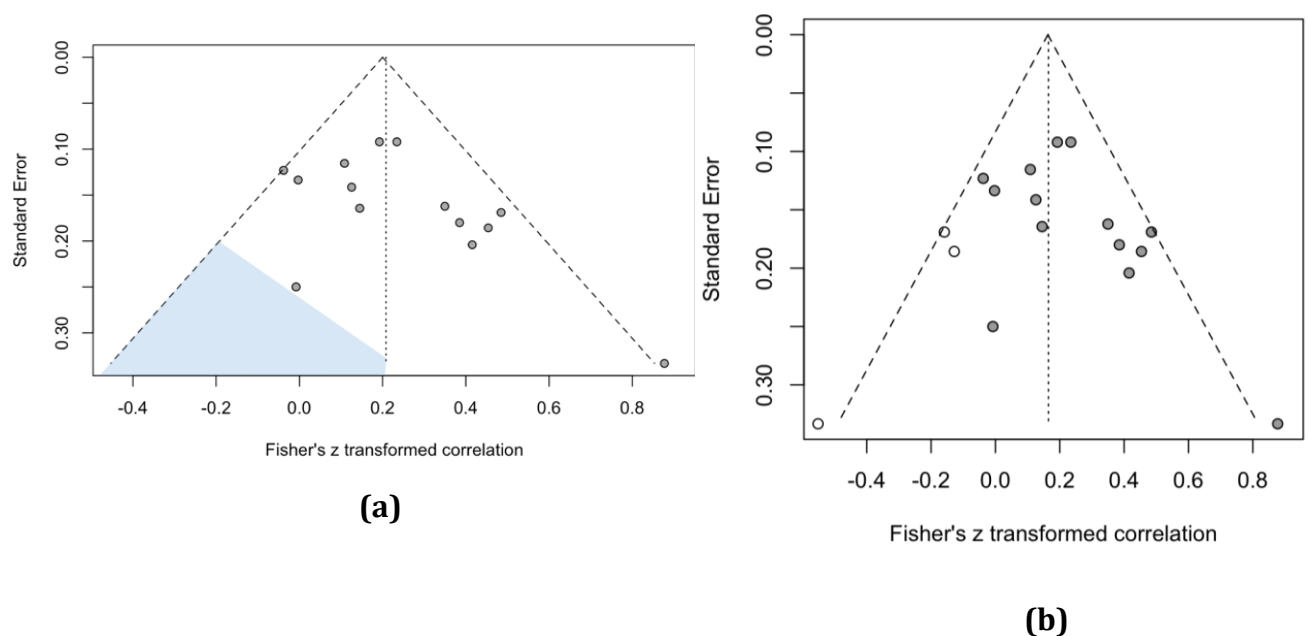 0.00
0.10
0.20
0.30
Standard Error
-0.4 -0.2 0.0 0.2 0.4 0.6 0.8
Fisher's z transformed correlation
(a)
0.00
0.10
0.20
0.30
Standard Error
-0.4 -0.2 0.0 0.2 0.4 0.6 0.8
Fisher's z transformed correlation
(b)